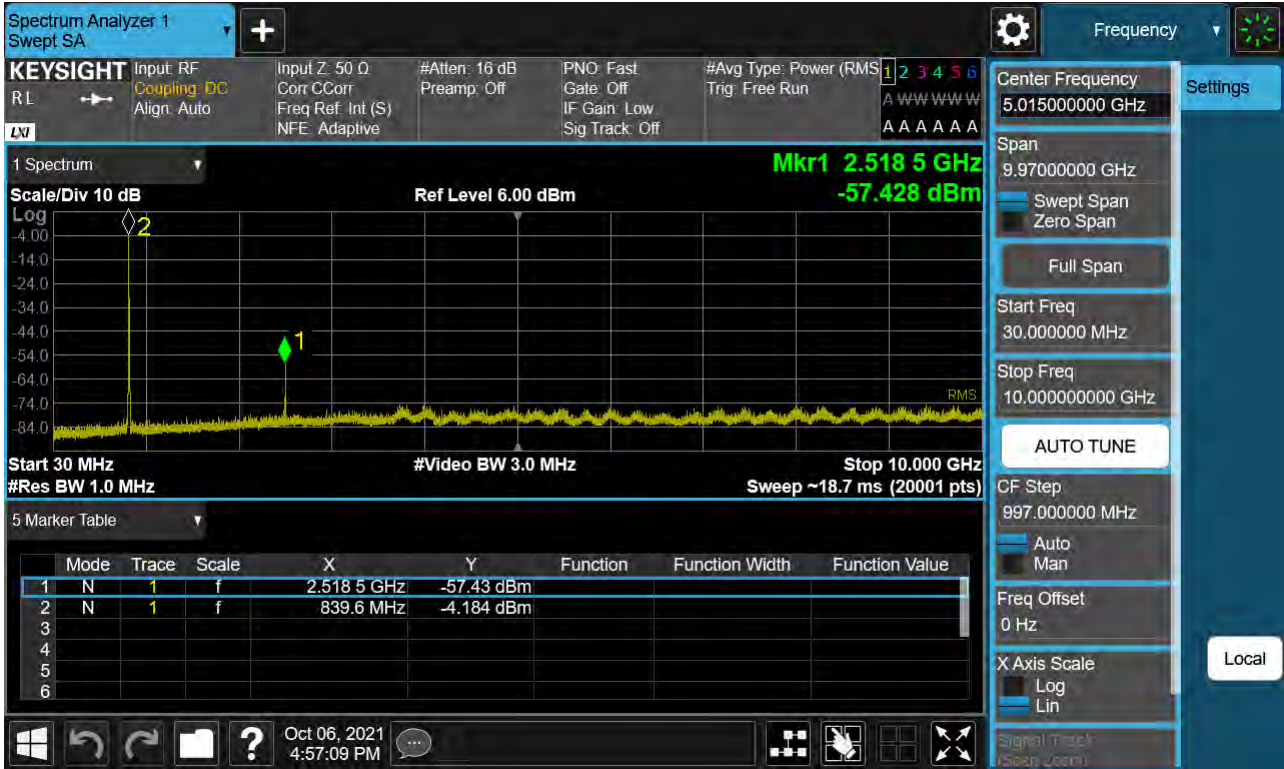 Spectrum Analyzer 1
Swept SA
+
Frequency
KEYSIGHT
R L
LXI
Input: RF
Coupling: DC
Align: Auto
Input Z: 50 Ω
Corr CCorr
Freq Ref: Int (S)
NFE: Adaptive
#Atten: 16 dB
Preamp: Off
PNO: Fast
Gate: Off
IF Gain: Low
Sig Track: Off
#Avg Type: Power (RMS
Trig: Free Run
1 2 3 4 5 6
A W W W W W
A A A A A A
1 Spectrum
Scale/Div 10 dB
Ref Level 6.00 dBm
Mkr1 2.518 5 GHz
-57.428 dBm
Log
-4.00
-14.0
-24.0
-34.0
-44.0
-54.0
-64.0
-74.0
-84.0
2
1
RMS
Start 30 MHz
#Video BW 3.0 MHz
Stop 10.000 GHz
#Res BW 1.0 MHz
Sweep ~18.7 ms (20001 pts)
5 Marker Table
Mode Trace Scale X Y Function Function Width Function Value
1 N 1 f 2.518 5 GHz -57.43 dBm
2 N 1 f 839.6 MHz -4.184 dBm
3
4
5
6
Center Frequency
5.015000000 GHz
Span
9.97000000 GHz
Swept Span
Zero Span
Full Span
Start Freq
30.000000 MHz
Stop Freq
10.000000000 GHz
AUTO TUNE
CF Step
997.000000 MHz
Auto
Man
Freq Offset
0 Hz
X Axis Scale
Log
Lin
Signal Track
(Span Zoom)
Settings
Local
?
Oct 06, 2021
4:57:09 PM